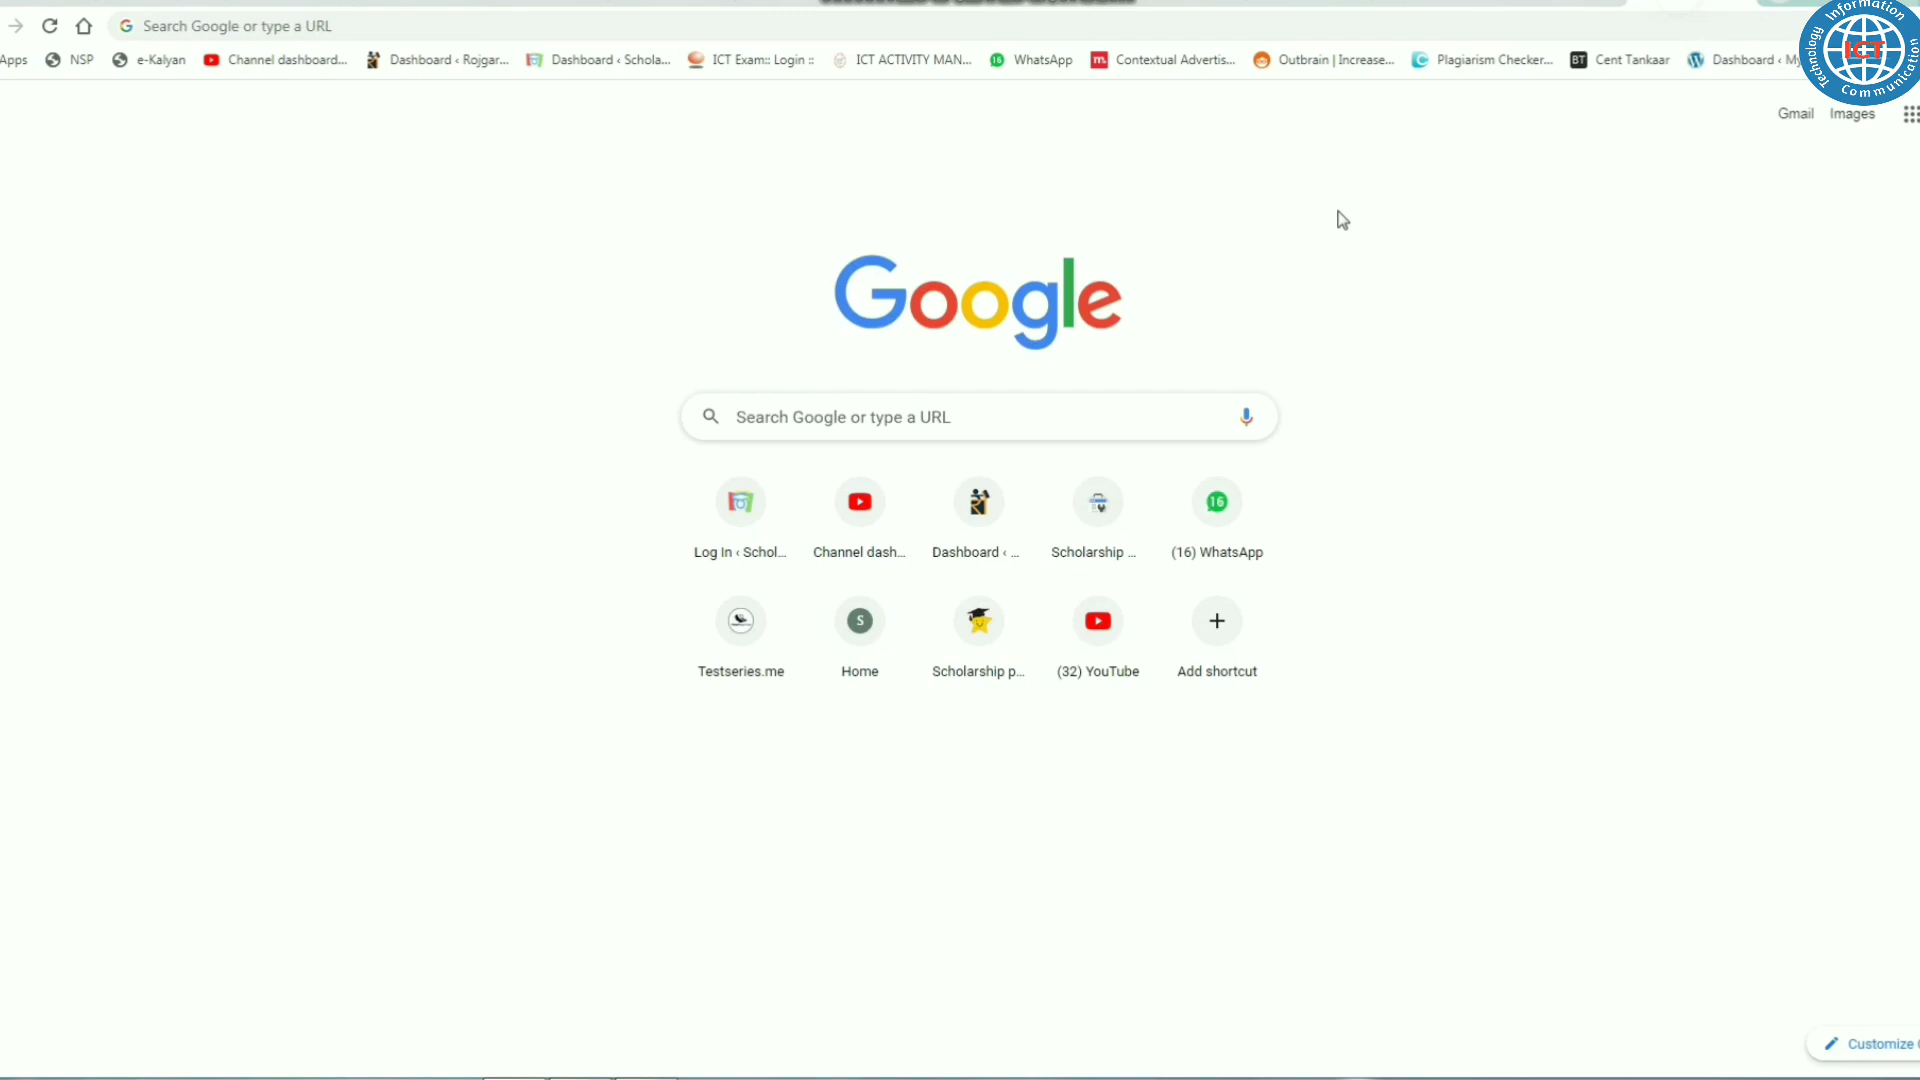 Search Google or type a URL
Apps NSP e-Kalyan Channel dashboard... Dashboard ‹ Rojgar... Dashboard ‹ Schola... ICT Exam:: Login :: ICT ACTIVITY MAN... WhatsApp Contextual Advertis... Outbrain | Increase... Plagiarism Checker... BT Cent Tankaar Dashboard ‹ My
Information
ICT
Technology
Communication
Gmail Images
Google
Search Google or type a URL
16
Log In ‹ Schol... Channel dash... Dashboard ‹ ... Scholarship ... (16) WhatsApp
S
Testseries.me Home Scholarship p... (32) YouTube Add shortcut
Customize